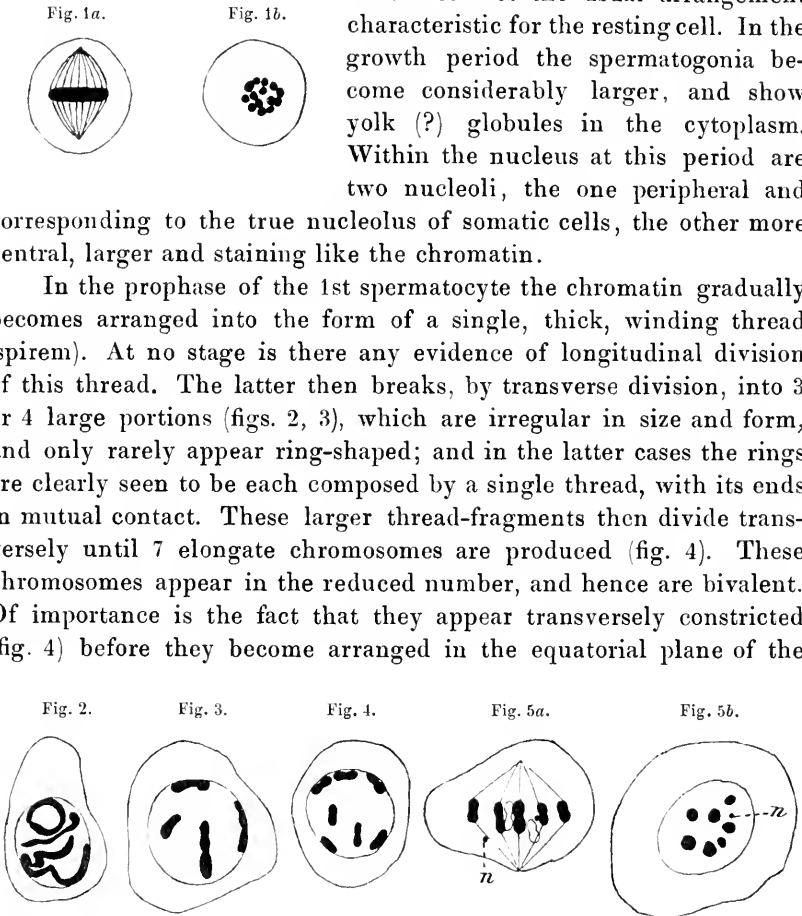 Fig. 1a. Fig. 1b.
characteristic for the resting cell. In the
growth period the spermatogonia be-
come considerably larger, and show
yolk (?) globules in the cytoplasm.
Within the nucleus at this period are
two nucleoli, the one peripheral and
orresponding to the true nucleolus of somatic cells, the other more
entral, larger and staining like the chromatin.
In the prophase of the 1st spermatocyte the chromatin gradually
ecomes arranged into the form of a single, thick, winding thread
spirem). At no stage is there any evidence of longitudinal division
f this thread. The latter then breaks, by transverse division, into 3
r 4 large portions (figs. 2, 3), which are irregular in size and form,
nd only rarely appear ring-shaped; and in the latter cases the rings
re clearly seen to be each composed by a single thread, with its ends
n mutual contact. These larger thread-fragments then divide trans-
versely until 7 elongate chromosomes are produced (fig. 4). These
hromosomes appear in the reduced number, and hence are bivalent.
Of importance is the fact that they appear transversely constricted
fig. 4) before they become arranged in the equatorial plane of the
Fig. 2. Fig. 3. Fig. 4. Fig. 5a. Fig. 5b.
n
n